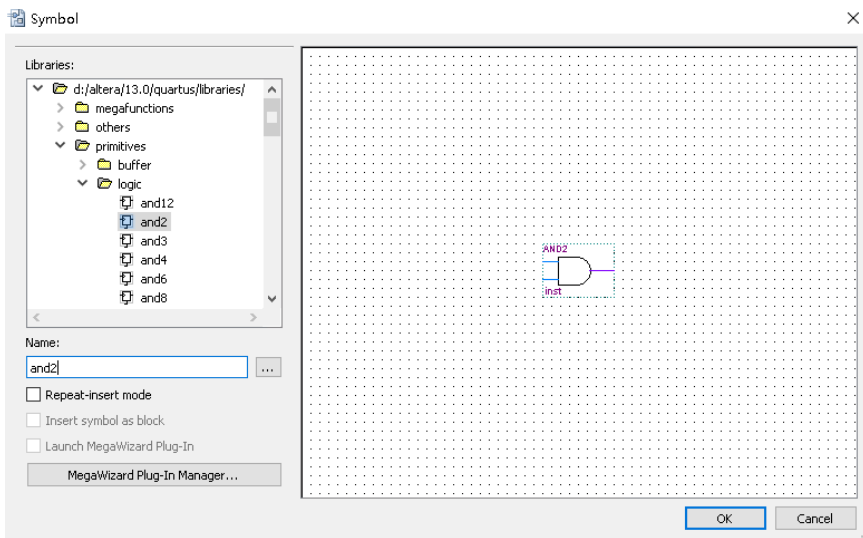 Symbol
Libraries:
d:/altera/13.0/quartus/libraries/
megafunctions
others
primitives
buffer
logic
and12
and2
and3
and4
and6
and8
Name:
and2
...
Repeat-insert mode
Insert symbol as block
Launch MegaWizard Plug-In
MegaWizard Plug-In Manager...
AND2
inst
OK
Cancel